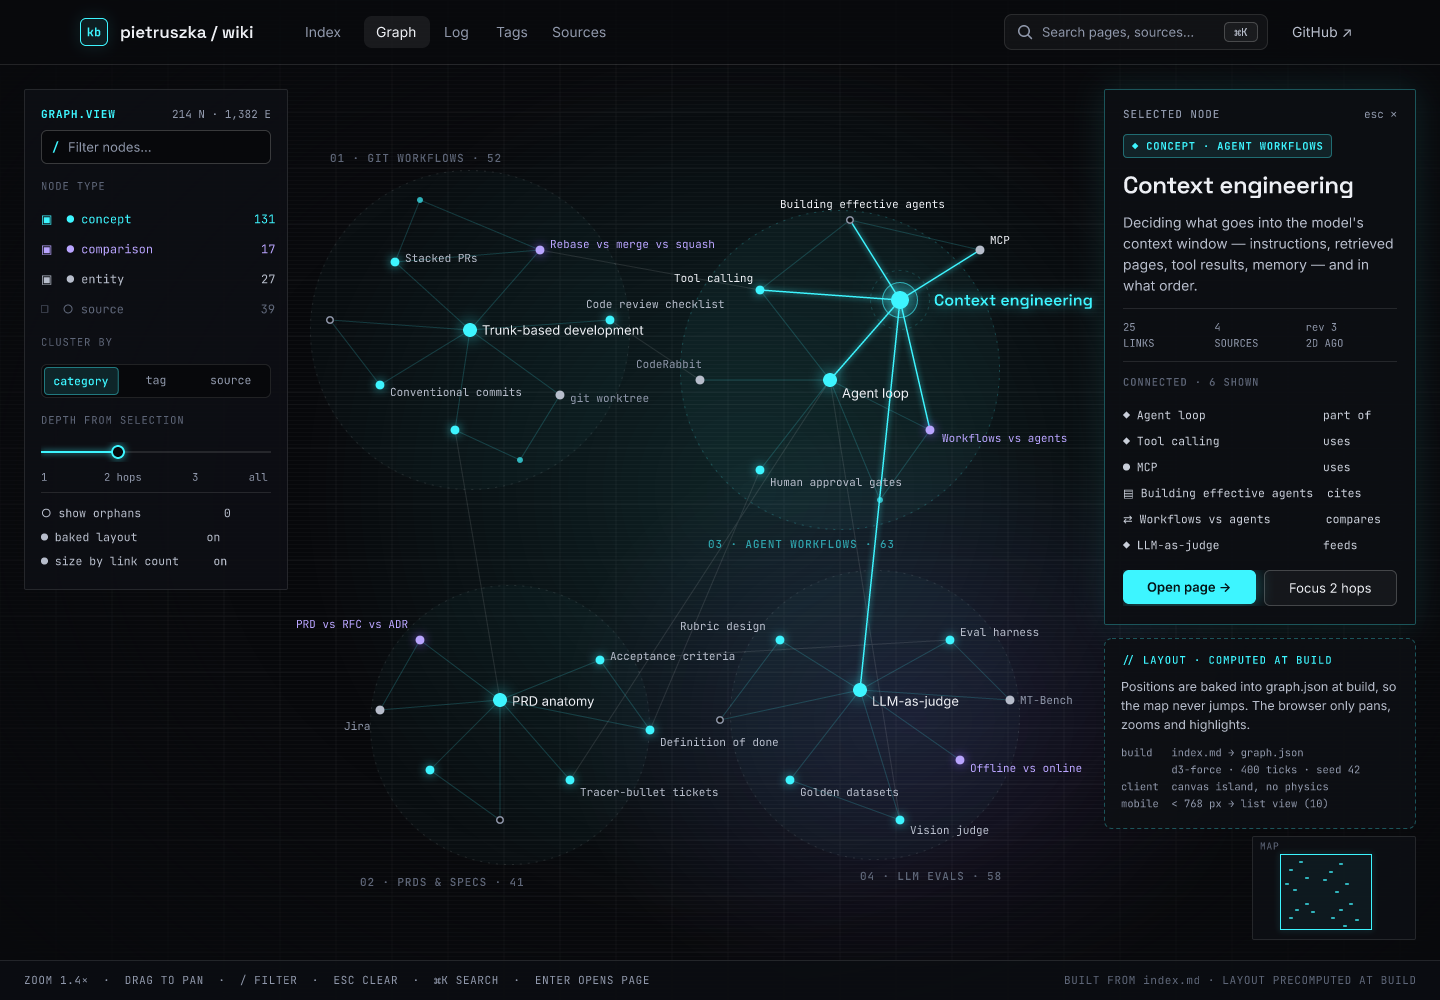 kb
pietruszka / wiki
Index
Graph
Log
Tags
Sources
Search pages, sources...
⌘K
GitHub ↗
GRAPH.VIEW
214 N · 1,382 E
/ Filter nodes...
NODE TYPE
concept 131
comparison 17
entity 27
source 39
CLUSTER BY
category tag source
DEPTH FROM SELECTION
1 2 hops 3 all
show orphans 0
baked layout on
size by link count on
01 · GIT WORKFLOWS · 52
Stacked PRs
Rebase vs merge vs squash
Code review checklist
Trunk-based development
Conventional commits
git worktree
Building effective agents
MCP
Tool calling
Context engineering
CodeRabbit
Agent loop
Workflows vs agents
Human approval gates
03 · AGENT WORKFLOWS · 63
PRD vs RFC vs ADR
Acceptance criteria
PRD anatomy
Jira
Definition of done
Tracer-bullet tickets
02 · PRDS & SPECS · 41
Rubric design
Eval harness
LLM-as-judge
MT-Bench
Offline vs online
Golden datasets
Vision judge
04 · LLM EVALS · 58
SELECTED NODE
esc ×
◆ CONCEPT · AGENT WORKFLOWS
Context engineering
Deciding what goes into the model's
context window — instructions, retrieved
pages, tool results, memory — and in
what order.
25 4 rev 3
LINKS SOURCES 2D AGO
CONNECTED · 6 SHOWN
◆ Agent loop part of
◆ Tool calling uses
● MCP uses
▤ Building effective agents cites
⇄ Workflows vs agents compares
◆ LLM-as-judge feeds
Open page →
Focus 2 hops
// LAYOUT · COMPUTED AT BUILD
Positions are baked into graph.json at build, so
the map never jumps. The browser only pans,
zooms and highlights.
build index.md → graph.json
d3-force · 400 ticks · seed 42
client canvas island, no physics
mobile < 768 px → list view (10)
MAP
ZOOM 1.4× · DRAG TO PAN · / FILTER · ESC CLEAR · ⌘K SEARCH · ENTER OPENS PAGE
BUILT FROM index.md · LAYOUT PRECOMPUTED AT BUILD